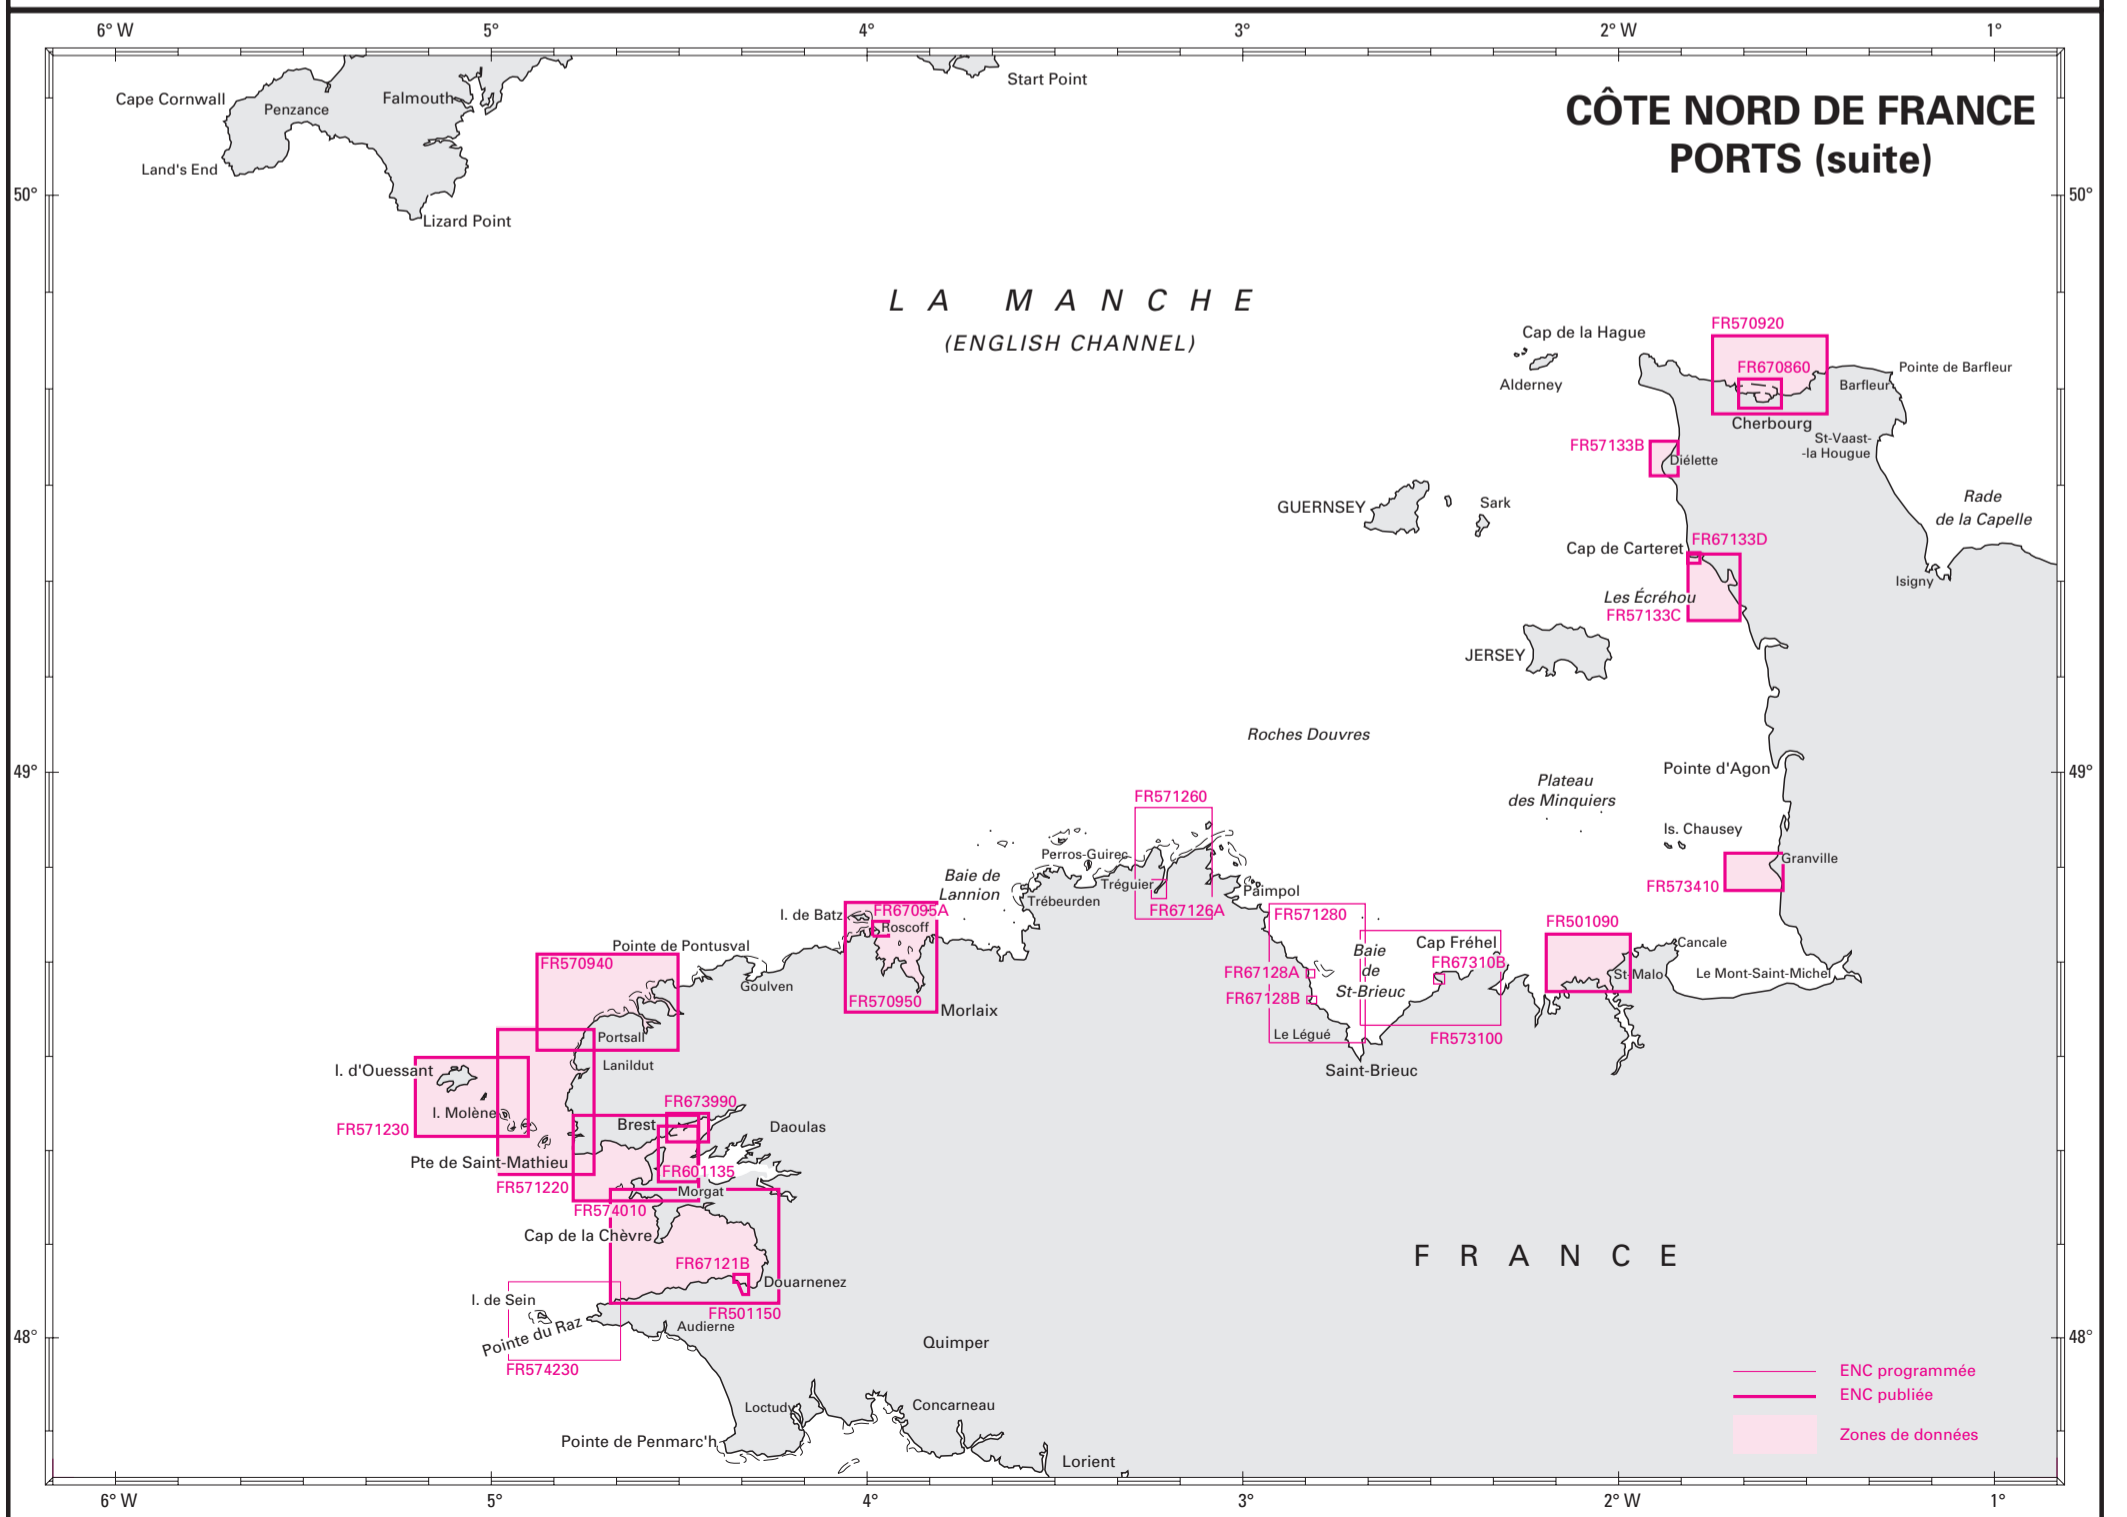 6° W 5° 4° 3° 2° W 1°
Start Point
Cape Cornwall
Penzance
Falmouth
CÔTE NORD DE FRANCE
PORTS (suite)
Land's End
50° 50°
Lizard Point
L A M A N C H E
(ENGLISH CHANNEL)
FR570920
Cap de la Hague
FR670860
Pointe de Barfleur
Alderney
Barfleur
Cherbourg
FR57133B
St-Vaast-
-la Hougue
Diélette
Rade
de la Capelle
GUERNSEY
Sark
FR67133D
Cap de Carteret
Isigny
Les Écréhou
FR57133C
JERSEY
Roches Douvres
Pointe d'Agon
49° 49°
Plateau
des Minquiers
FR571260
Is. Chausey
Perros-Guirec
Granville
Baie de
Lannion
Tréguier
FR573410
Paimpol
Trébeurden
FR67126A
FR67095A
I. de Batz
FR571280
FR501090
Roscoff
Pointe de Pontusval
Cap Fréhel
Cancale
Baie
de
St-Brieuc
FR570940
FR67310B
FR67128A
St-Malo
Le Mont-Saint-Michel
Goulven
FR67128B
FR570950
Morlaix
Le Légué
FR573100
Portsall
Lanildut
I. d'Ouessant
Saint-Brieuc
FR673990
I. Molène
Brest
Daoulas
FR571230
Pte de Saint-Mathieu
FR601135
FR571220
Morgat
FR574010
Cap de la Chèvre
F R A N C E
FR67121B
Douarnenez
I. de Sein
FR501150
Pointe du Raz
Audierne
48° 48°
Quimper
FR574230
ENC programmée
ENC publiée
Loctudy
Concarneau
Zones de données
Pointe de Penmarc'h
Lorient
6° W 5° 4° 3° 2° W 1°